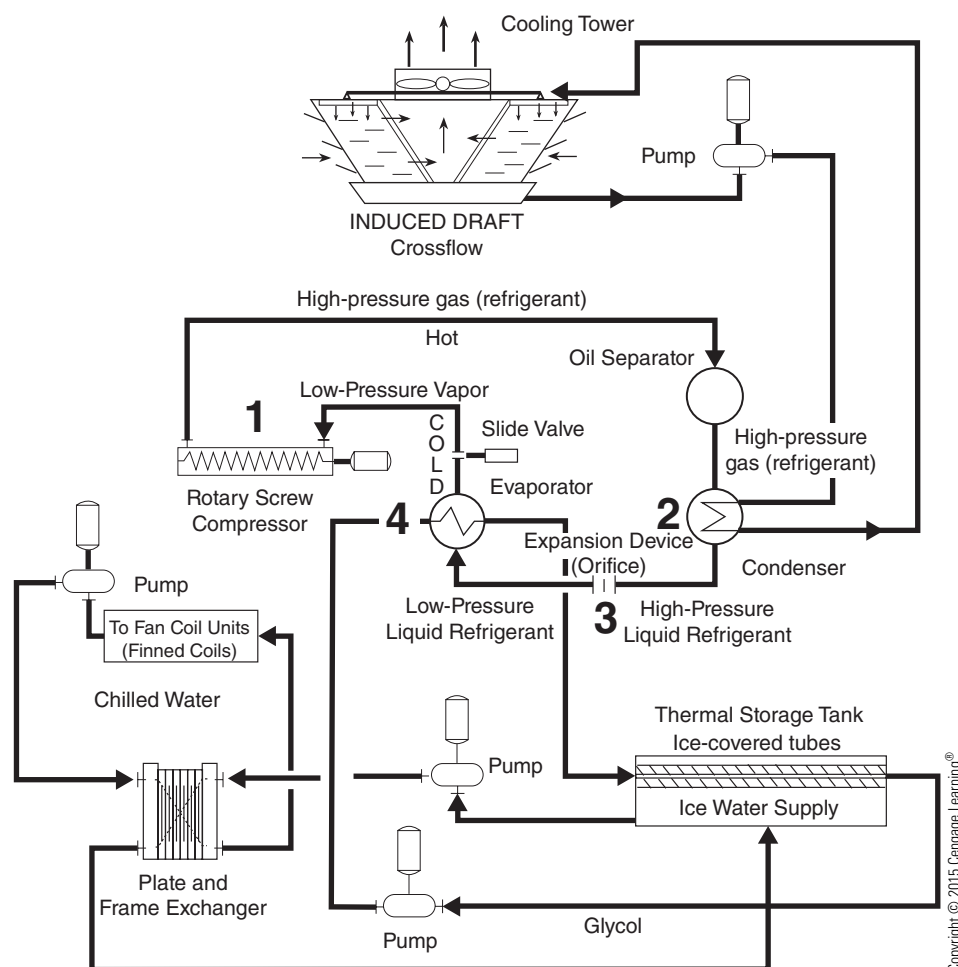 Cooling Tower
Pump
INDUCED DRAFT
Crossflow
High-pressure gas (refrigerant)
Hot
Oil Separator
Low-Pressure Vapor
1
COLD
Slide Valve
High-pressure
gas (refrigerant)
Rotary Screw
Compressor
Evaporator
4
2
Expansion Device
(Orifice)
Condenser
Pump
Low-Pressure
Liquid Refrigerant
3
High-Pressure
Liquid Refrigerant
To Fan Coil Units
(Finned Coils)
Chilled Water
Thermal Storage Tank
Ice-covered tubes
Pump
Ice Water Supply
Plate and
Frame Exchanger
Glycol
Pump
Copyright © 2015 Cengage Learning®